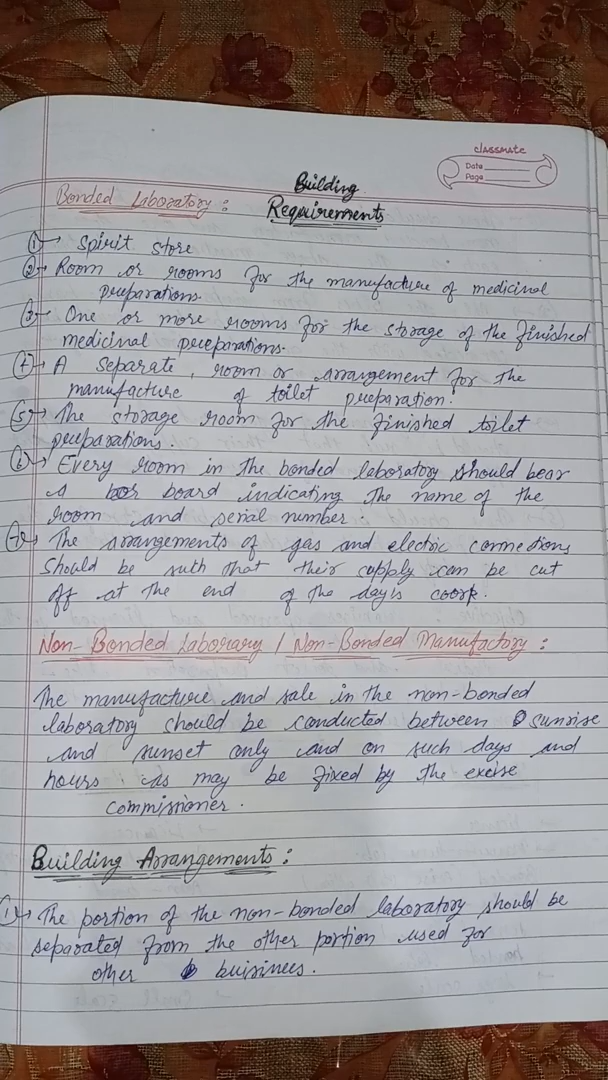 classmate
Date
Page
Building
Bonded Laboratory : Requirements
① → Spirit store
② → Room or rooms for the manufacture of medicinal
preparations.
③ → One or more rooms for the storage of the finished
medicinal preeparations.
④ → A separate, room or arrangement for the
manufacture of toilet preparation.
⑤ → The storage room for the finished toilet
preeparations.
⑥ → Every room in the bonded laboratory should bear
a board indicating the name of the
room and serial number.
⑦ → The arrangements of gas and electric connections
should be suth that their supply can be cut
off at the end of the day's coork.
Non-Bonded Laborary / Non-Bonded Manufactory :
The manufacture and sale in the non-bonded
laboratory should be conducted between sunrise
and sunset only and on such days and
hours as may be fixed by the excise
commissioner.
Building Arrangements :
① → The portion of the non-bonded laboratory should be
separated from the other portion used for
other buisinees.